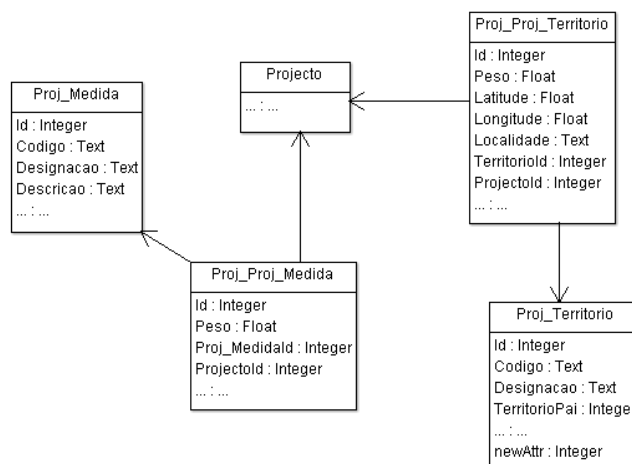 Proj_Medida
Id : Integer
Codigo : Text
Designacao : Text
Descricao : Text
... : ...
Projecto
... : ...
Proj_Proj_Territorio
Id : Integer
Peso : Float
Latitude : Float
Longitude : Float
Localidade : Text
TerritorioId : Integer
ProjectoId : Integer
... : ...
Proj_Proj_Medida
Id : Integer
Peso : Float
Proj_MedidaId : Integer
ProjectoId : Integer
... : ...
Proj_Territorio
Id : Integer
Codigo : Text
Designacao : Text
TerritorioPai : Intege
... : ...
newAttr : Integer